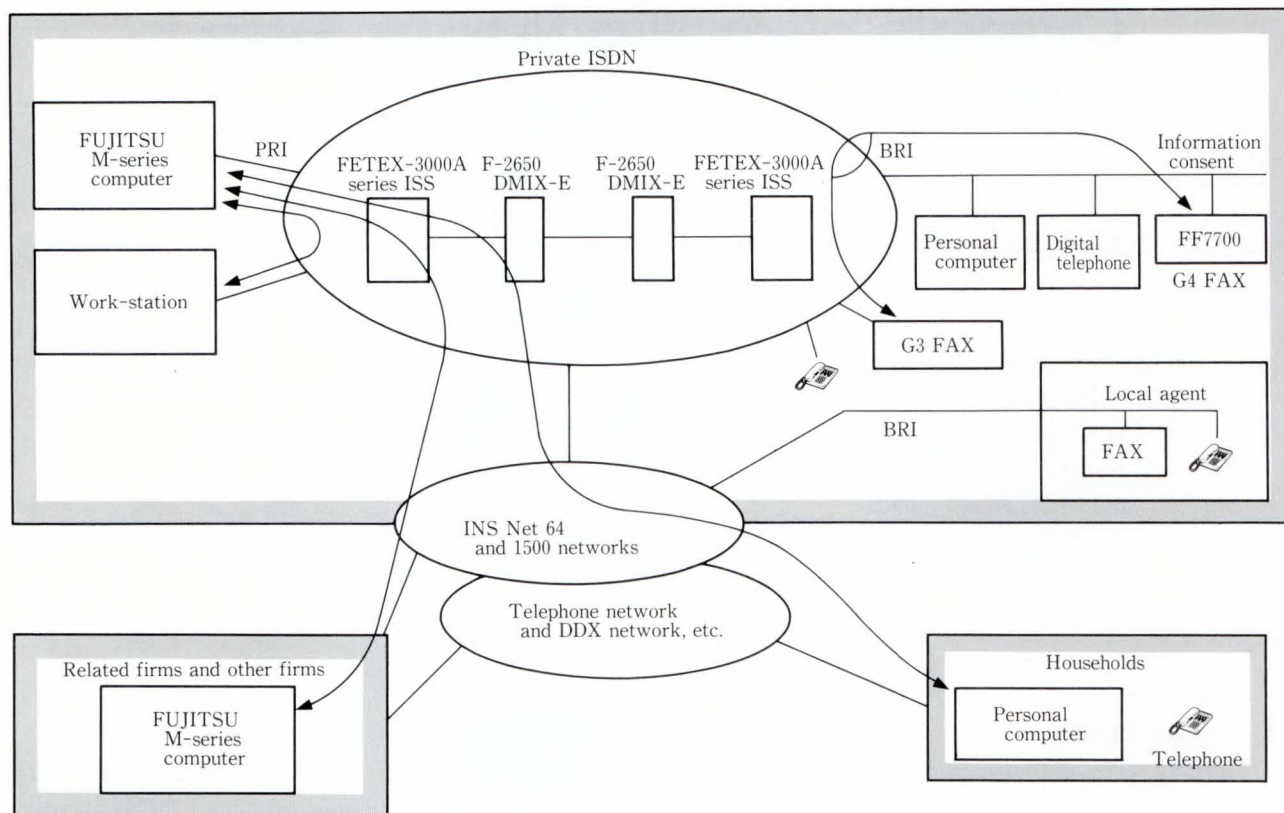 Private ISDN
FUJITSU
M-series
computer
PRI
FETEX-3000A
series ISS
F-2650
DMIX-E
F-2650
DMIX-E
FETEX-3000A
series ISS
BRI
Information
consent
Personal
computer
Digital
telephone
FF7700
G4 FAX
Work-station
G3 FAX
Local agent
BRI
FAX
INS Net 64
and 1500 networks
Telephone network
and DDX network, etc.
Related firms and other firms
FUJITSU
M-series
computer
Households
Personal
computer
Telephone